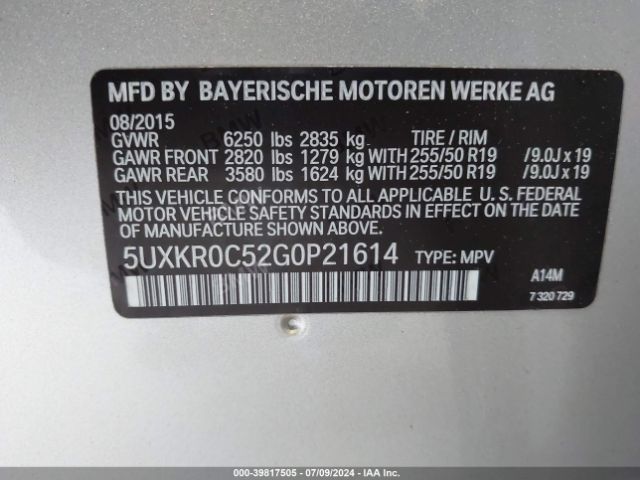 MFD BY BAYERISCHE MOTOREN WERKE AG
08/2015
GVWR 6250 lbs 2835 kg TIRE / RIM
GAWR FRONT 2820 lbs 1279 kg WITH 255/50 R19 /9.0J x 19
GAWR REAR 3580 lbs 1624 kg WITH 255/50 R19 /9.0J x 19
THIS VEHICLE CONFORMS TO ALL APPLICABLE U. S. FEDERAL
MOTOR VEHICLE SAFETY STANDARDS IN EFFECT ON THE DATE
OF MANUFACTURE SHOWN ABOVE.
5UXKR0C52G0P21614 TYPE: MPV
A14M
7 320 729
000-39817505 - 07/09/2024 - IAA Inc.